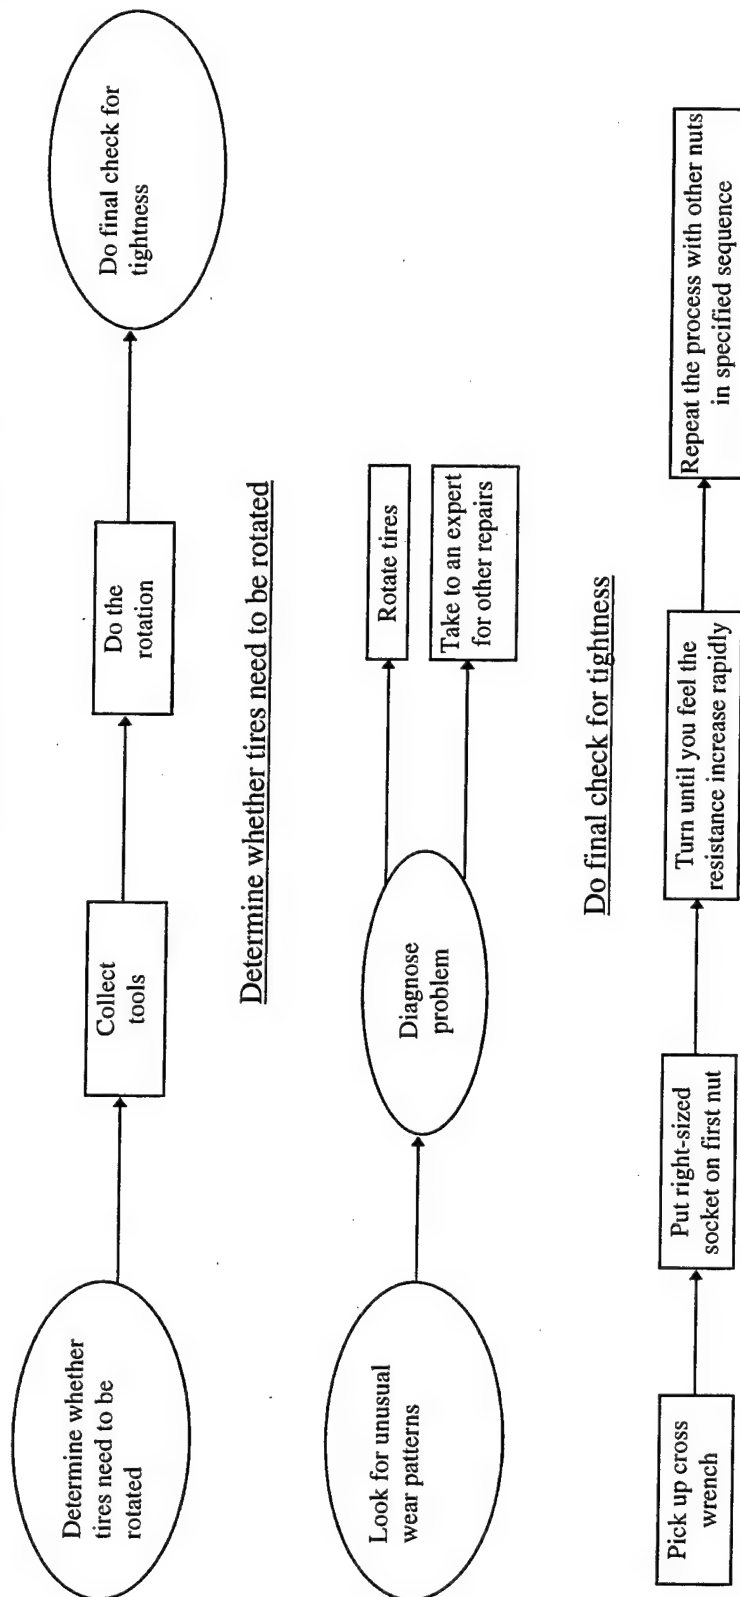 Determine whether
tires need to be
rotated
Collect
tools
Do the
rotation
Do final check for
tightness
Determine whether tires need to be rotated
Look for unusual
wear patterns
Diagnose
problem
Rotate tires
Take to an expert
for other repairs
Do final check for tightness
Pick up cross
wrench
Put right-sized
socket on first nut
Turn until you feel the
resistance increase rapidly
Repeat the process with other nuts
in specified sequence